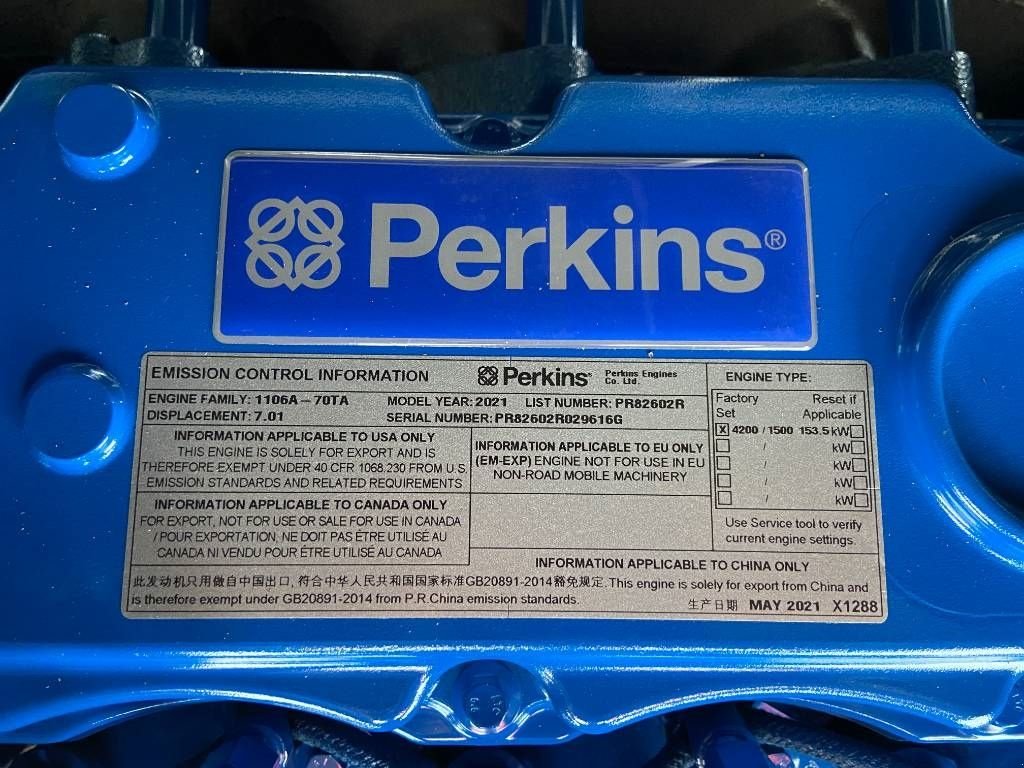 Perkins®
EMISSION CONTROL INFORMATION
Perkins®
Perkins Engines
Co. Ltd.
ENGINE FAMILY: 1106A – 70TA MODEL YEAR: 2021 LIST NUMBER: PR82602R
DISPLACEMENT: 7.01 SERIAL NUMBER: PR82602R029616G
INFORMATION APPLICABLE TO USA ONLY
THIS ENGINE IS SOLELY FOR EXPORT AND IS
THEREFORE EXEMPT UNDER 40 CFR 1068.230 FROM U.S.
EMISSION STANDARDS AND RELATED REQUIREMENTS
INFORMATION APPLICABLE TO EU ONLY
(EM-EXP) ENGINE NOT FOR USE IN EU
NON-ROAD MOBILE MACHINERY
INFORMATION APPLICABLE TO CANADA ONLY
FOR EXPORT, NOT FOR USE OR SALE FOR USE IN CANADA
/ POUR EXPORTATION, NE DOIT PAS ÊTRE UTILISÉ AU
CANADA NI VENDU POUR ÊTRE UTILISÉ AU CANADA
ENGINE TYPE:
Factory Reset if
Set Applicable
X 4200 / 1500 153.5 kW
/ kW
/ kW
/ kW
/ kW
Use Service tool to verify
current engine settings.
INFORMATION APPLICABLE TO CHINA ONLY
此发动机只用做自中国出口, 符合中华人民共和国国家标准GB20891-2014豁免规定. This engine is solely for export from China and
is therefore exempt under GB20891-2014 from P.R.China emission standards.
生产日期 MAY 2021 X1288